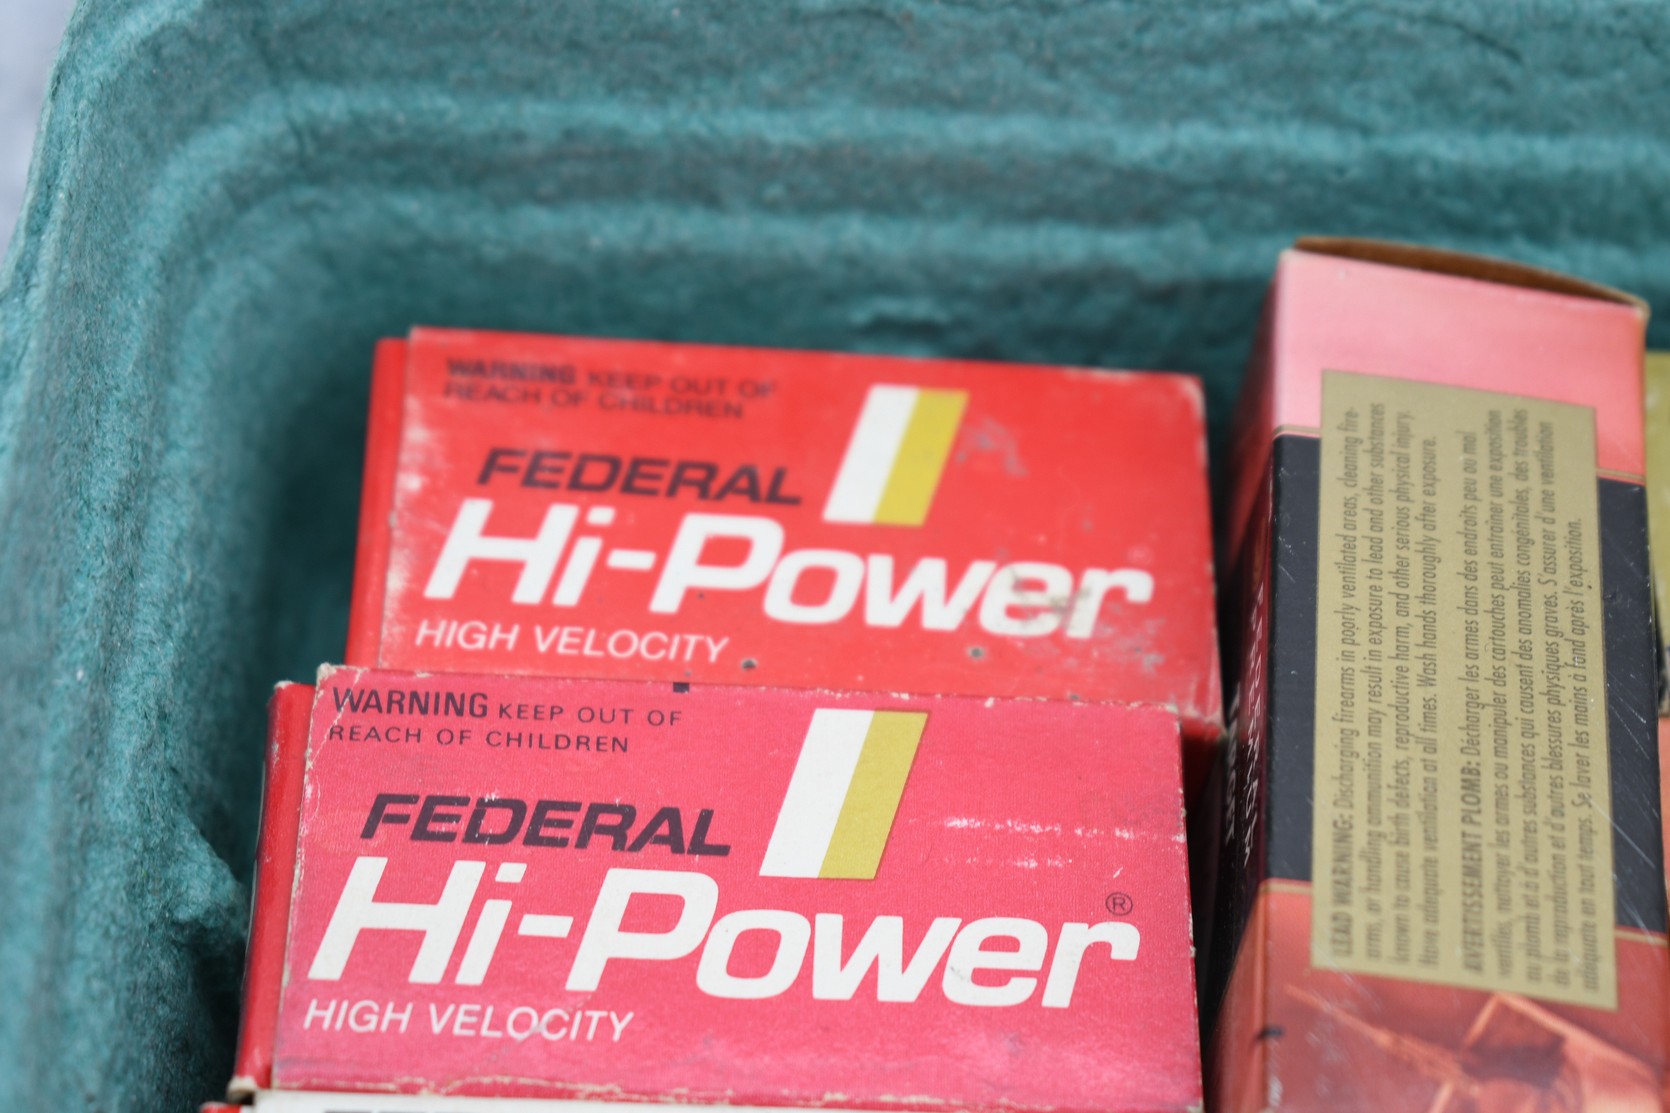 WARNING KEEP OUT OF
REACH OF CHILDREN
FEDERAL
Hi-Power
HIGH VELOCITY
WARNING KEEP OUT OF
REACH OF CHILDREN
FEDERAL
Hi-Power®
HIGH VELOCITY
LEAD WARNING: Discharging firearms in poorly ventilated areas, cleaning fire-
arms, or handling ammunition may result in exposure to lead and other substances
known to cause birth defects, reproductive harm, and other serious physical injury.
Have adequate ventilation at all times. Wash hands thoroughly after exposure.
AVERTISSEMENT PLOMB: Décharger les armes dans des endroits peu ou mal
ventilés, nettoyer les armes ou manipuler des cartouches peut entraîner une exposition
au plomb et à d'autres substances qui causent des anomalies congénitales, des troubles
de la reproduction et d'autres blessures physiques graves. S'assurer d'une ventilation
adéquate en tout temps. Se laver les mains à fond après l'exposition.